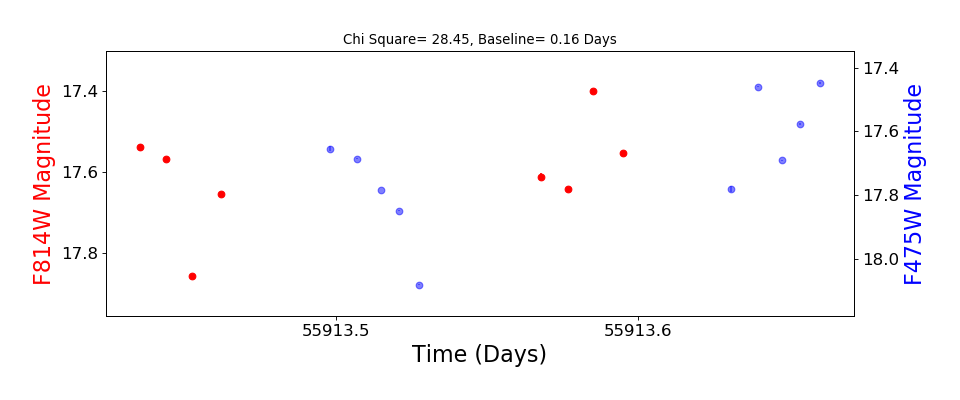 Chi Square= 28.45, Baseline= 0.16 Days
F814W Magnitude
17.4
17.6
17.8
17.4
17.6
17.8
18.0
F475W Magnitude
55913.5
55913.6
Time (Days)